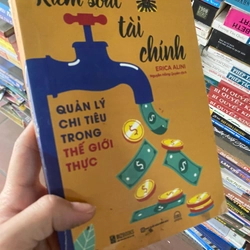 Kiểm soát
tài
chính
ERICA ALINI
QUẢN LÝ
CHI TIÊU
TRONG
THẾ GIỚI
THỰC